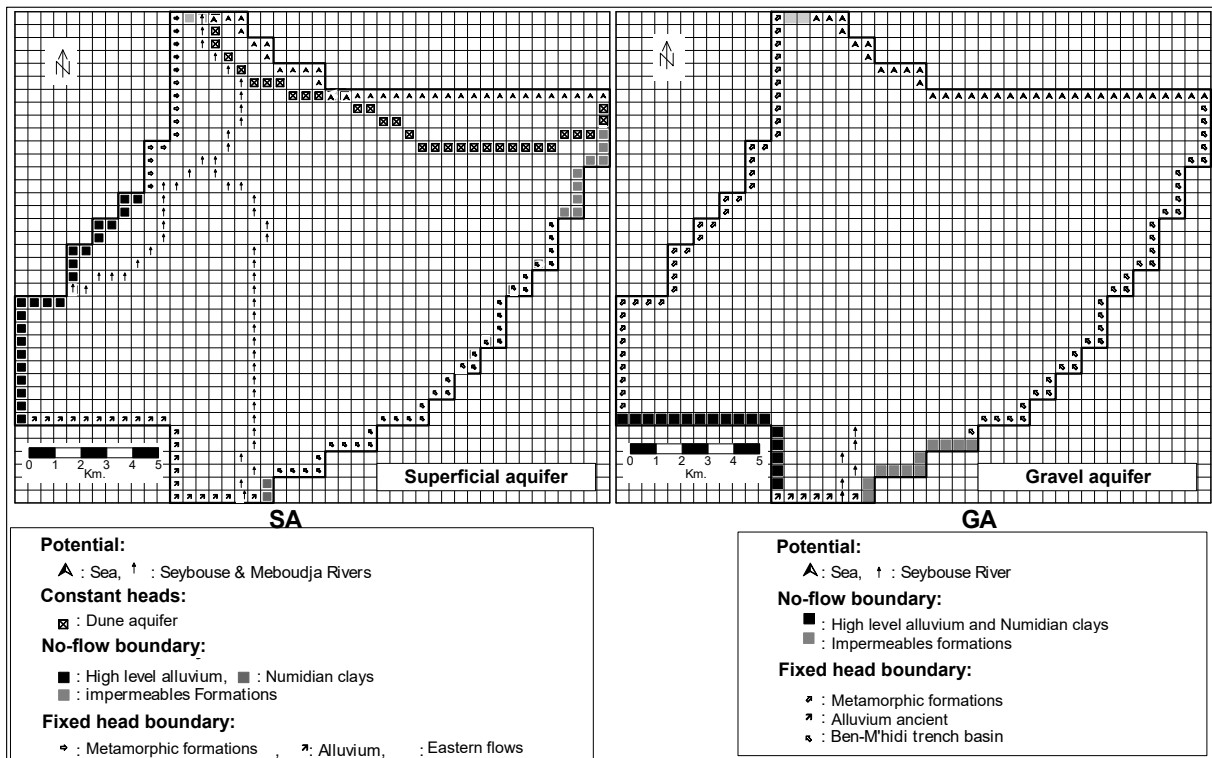 N
N
0 1 2 3 4 5
Km.
Superficial aquifer
0 1 2 3 4 5
Km.
Gravel aquifer
SA
Potential:
: Sea, : Seybouse & Meboudja Rivers
Constant heads:
: Dune aquifer
No-flow boundary:
: High level alluvium, : Numidian clays
: impermeables Formations
Fixed head boundary:
: Metamorphic formations , : Alluvium, : Eastern flows
GA
Potential:
: Sea, : Seybouse River
No-flow boundary:
: High level alluvium and Numidian clays
: Impermeables formations
Fixed head boundary:
: Metamorphic formations
: Alluvium ancient
: Ben-M'hidi trench basin